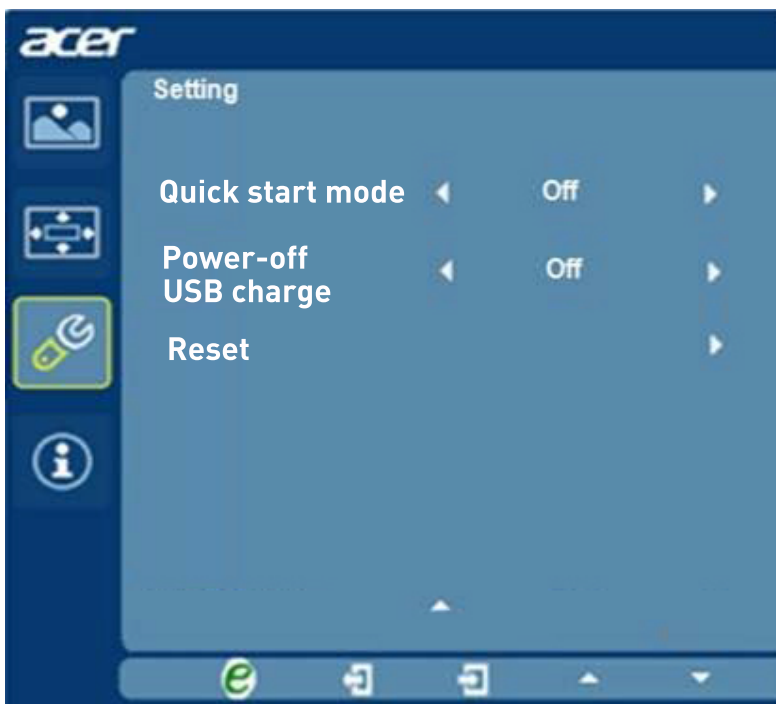 acer
Setting
Quick start mode Off
Power-off
USB charge Off
Reset